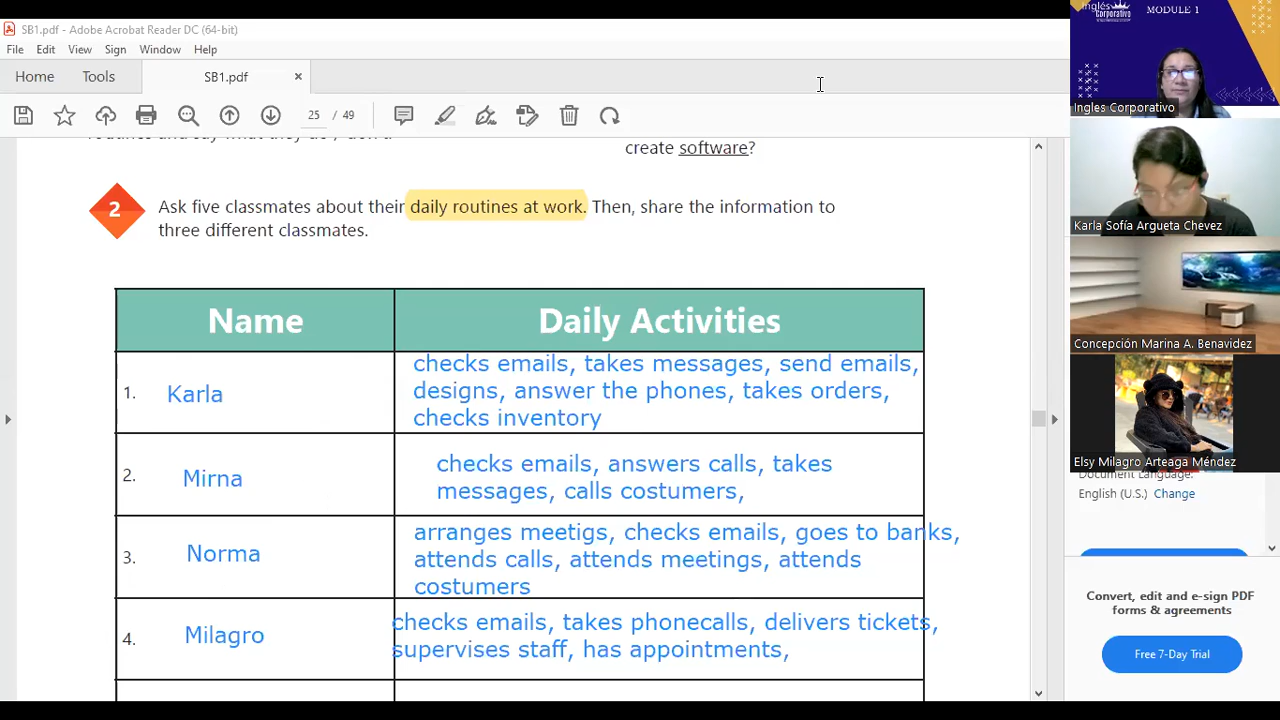 SB1.pdf - Adobe Acrobat Reader DC (64-bit)
File Edit View Sign Window Help
Home Tools SB1.pdf ×
25 / 49
create software?
2
Ask five classmates about their daily routines at work. Then, share the information to
three different classmates.
Name Daily Activities
1. Karla
checks emails, takes messages, send emails,
designs, answer the phones, takes orders,
checks inventory
2. Mirna
checks emails, answers calls, takes
messages, calls costumers,
3. Norma
arranges meetigs, checks emails, goes to banks,
attends calls, attends meetings, attends
costumers
4. Milagro
checks emails, takes phonecalls, delivers tickets,
supervises staff, has appointments,
Inglés
corporativo
MODULE 1
Ingles Corporativo
Karla Sofía Argueta Chevez
Concepción Marina A. Benavidez
Elsy Milagro Arteaga Méndez
Document Language:
English (U.S.) Change
Convert, edit and e-sign PDF
forms & agreements
Free 7-Day Trial